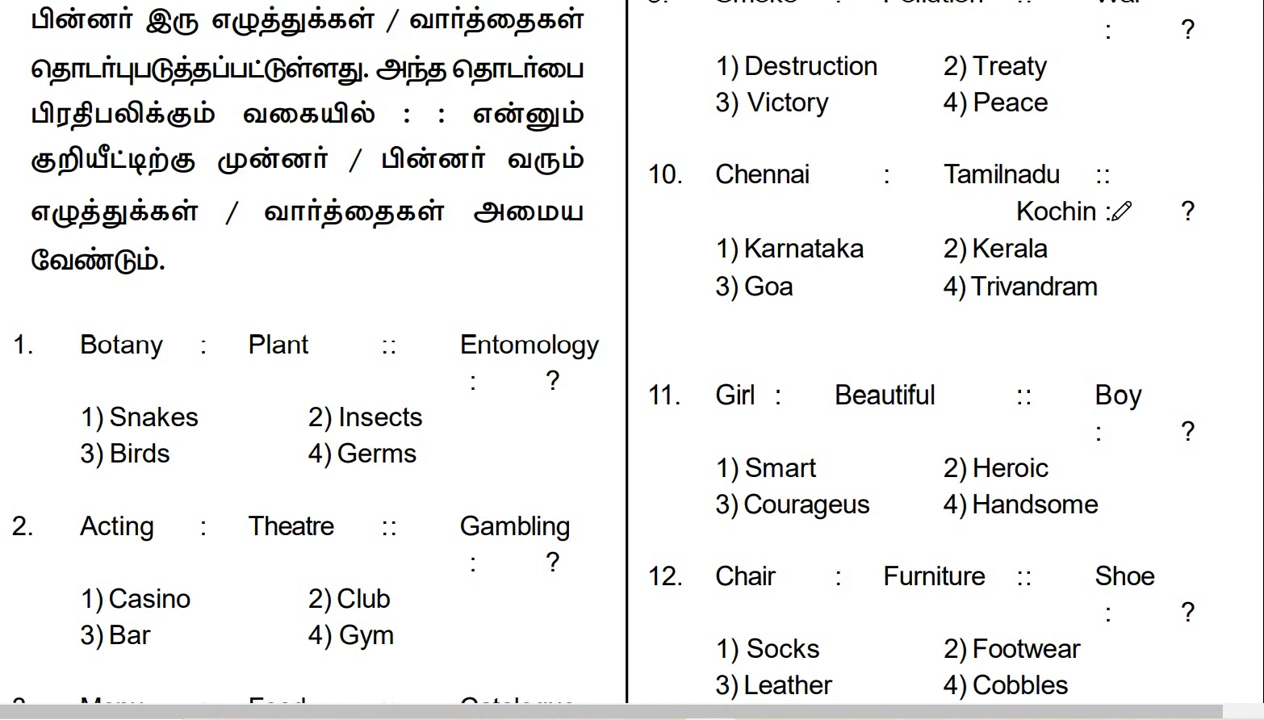 பின்னர் இரு எழுத்துக்கள் / வார்த்தைகள்
தொடர்புபடுத்தப்பட்டுள்ளது. அந்த தொடர்பை
பிரதிபலிக்கும் வகையில் : : என்னும்
குறியீட்டிற்கு முன்னர் / பின்னர் வரும்
எழுத்துக்கள் / வார்த்தைகள் அமைய
வேண்டும்.
1. Botany : Plant :: Entomology
: ?
1) Snakes 2) Insects
3) Birds 4) Germs
2. Acting : Theatre :: Gambling
: ?
1) Casino 2) Club
3) Bar 4) Gym
: ?
1) Destruction 2) Treaty
3) Victory 4) Peace
10. Chennai : Tamilnadu ::
Kochin : ?
1) Karnataka 2) Kerala
3) Goa 4) Trivandram
11. Girl : Beautiful :: Boy
: ?
1) Smart 2) Heroic
3) Courageus 4) Handsome
12. Chair : Furniture :: Shoe
: ?
1) Socks 2) Footwear
3) Leather 4) Cobbles